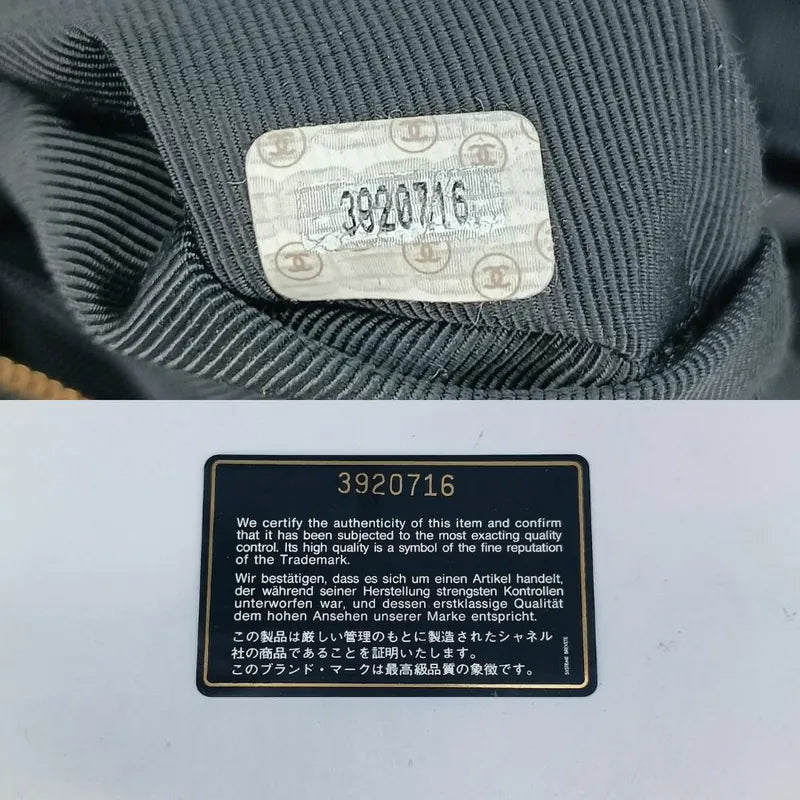 3920716
3920716
We certify the authenticity of this item and confirm
that it has been subjected to the most exacting quality
control. Its high quality is a symbol of the fine reputation
of the Trademark.
Wir bestätigen, dass es sich um einen Artikel handelt,
der während seiner Herstellung strengsten Kontrollen
unterworfen war, und dessen erstklassige Qualität
dem hohen Ansehen unserer Marke entspricht.
この製品は厳しい管理のもとに製造されたシャネル
社の商品であることを証明いたします。
このブランド・マークは最高級品質の象徴です。